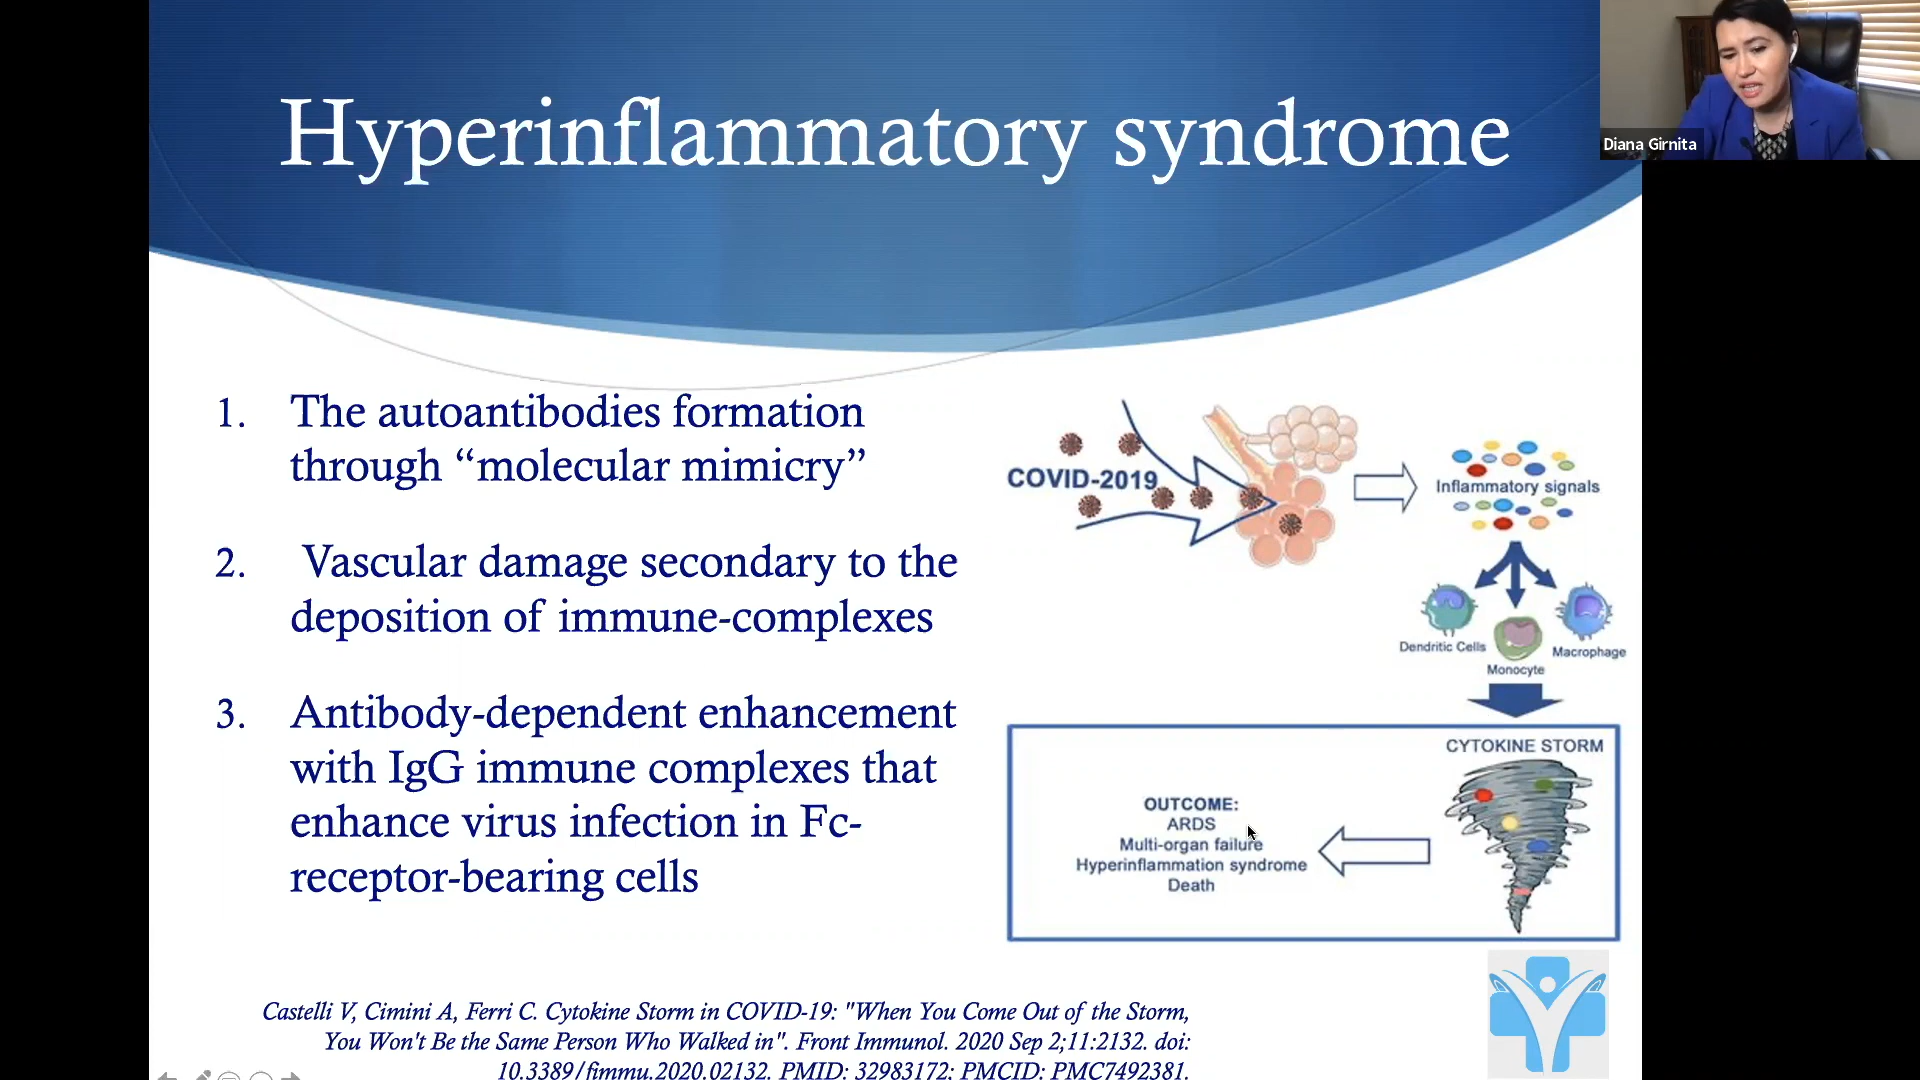 Hyperinflammatory syndrome
Diana Girnita
1. The autoantibodies formation
through “molecular mimicry”
2. Vascular damage secondary to the
deposition of immune-complexes
3. Antibody-dependent enhancement
with IgG immune complexes that
enhance virus infection in Fc-
receptor-bearing cells
COVID-2019
Inflammatory signals
Dendritic Cells
Monocyte
Macrophage
CYTOKINE STORM
OUTCOME:
ARDS
Multi-organ failure
Hyperinflammation syndrome
Death
Castelli V, Cimini A, Ferri C. Cytokine Storm in COVID-19: "When You Come Out of the Storm,
You Won't Be the Same Person Who Walked in". Front Immunol. 2020 Sep 2;11:2132. doi:
10.3389/fimmu.2020.02132. PMID: 32983172; PMCID: PMC7492381.